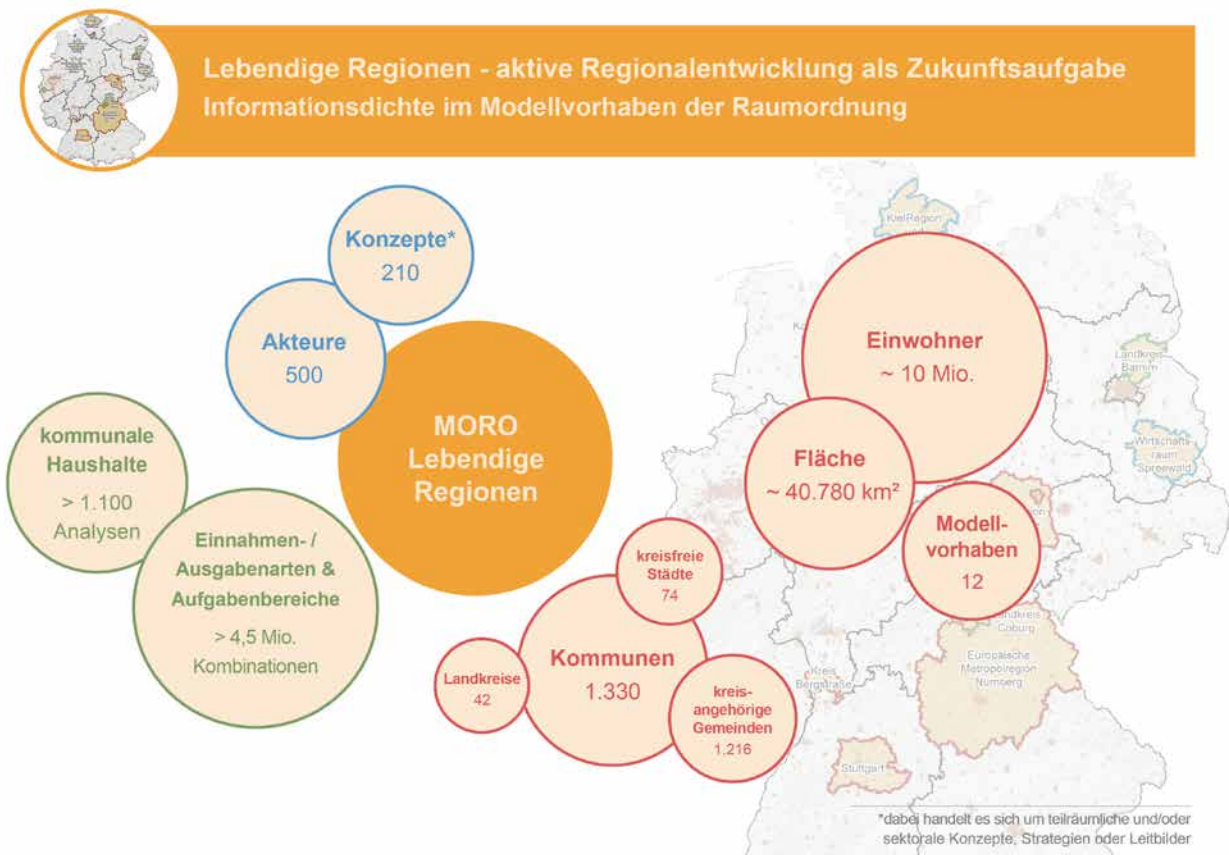 Lebendige Regionen - aktive Regionalentwicklung als Zukunftsaufgabe
Informationsdichte im Modellvorhaben der Raumordnung
Konzepte*
210
Akteure
500
MORO
Lebendige
Regionen
kommunale
Haushalte
> 1.100
Analysen
Einnahmen- /
Ausgabenarten &
Aufgabenbereiche
> 4,5 Mio.
Kombinationen
KielRegion
Einwohner
~ 10 Mio.
Fläche
~ 40.780 km²
Modell-
vorhaben
12
kreisfreie
Städte
74
Kommunen
1.330
Landkreise
42
kreis-
angehörige
Gemeinden
1.216
Landkreis
Barnim
Wirtschafts-
raum
Spreewald
Coburg
Europäische
Metropolregion
Nürnberg
Kreis
Bergstraße
Stuttgart
*dabei handelt es sich um teilräumliche und/oder
sektorale Konzepte, Strategien oder Leitbilder